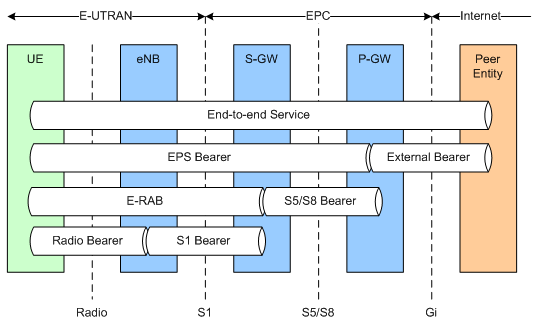 E-UTRAN EPC Internet
UE eNB S-GW P-GW Peer
Entity
End-to-end Service
EPS Bearer External Bearer
E-RAB S5/S8 Bearer
Radio Bearer S1 Bearer
Radio S1 S5/S8 Gi